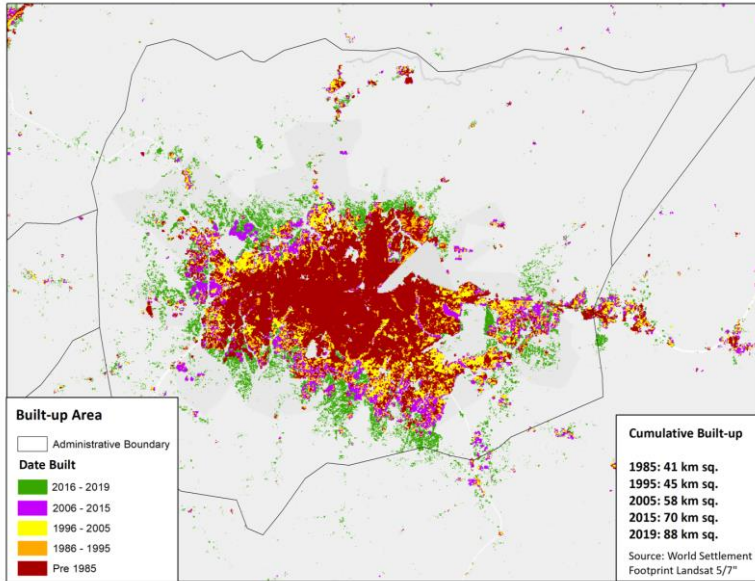 Built-up Area
Administrative Boundary
Date Built
2016 - 2019
2006 - 2015
1996 - 2005
1986 - 1995
Pre 1985
Cumulative Built-up
1985: 41 km sq.
1995: 45 km sq.
2005: 58 km sq.
2015: 70 km sq.
2019: 88 km sq.
Source: World Settlement
Footprint Landsat 5/7"